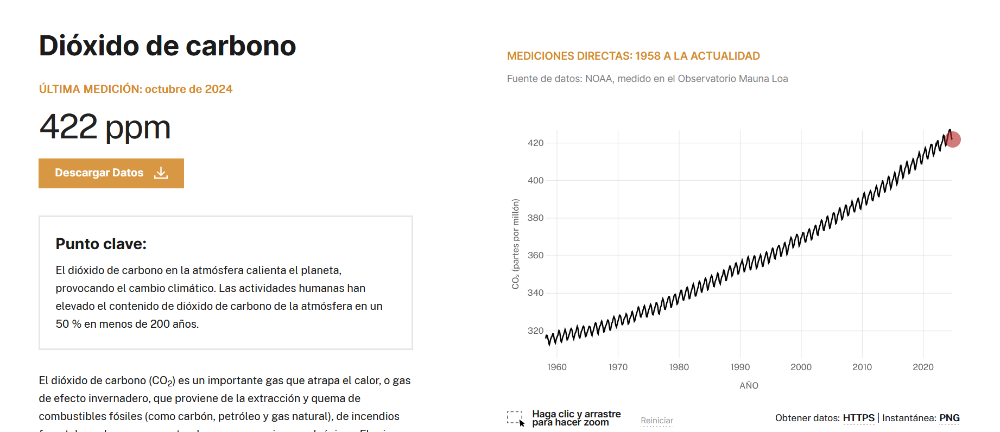 Dióxido de carbono
ÚLTIMA MEDICIÓN: octubre de 2024
422 ppm
Descargar Datos
Punto clave:
El dióxido de carbono en la atmósfera calienta el planeta,
provocando el cambio climático. Las actividades humanas han
elevado el contenido de dióxido de carbono de la atmósfera en un
50 % en menos de 200 años.
El dióxido de carbono (CO₂) es un importante gas que atrapa el calor, o gas
de efecto invernadero, que proviene de la extracción y quema de
combustibles fósiles (como carbón, petróleo y gas natural), de incendios
MEDICIONES DIRECTAS: 1958 A LA ACTUALIDAD
Fuente de datos: NOAA, medido en el Observatorio Mauna Loa
CO₂ (partes por millón)
420
400
380
360
340
320
1960 1970 1980 1990 2000 2010 2020
AÑO
Haga clic y arrastre
para hacer zoom
Reiniciar
Obtener datos: HTTPS | Instantánea: PNG